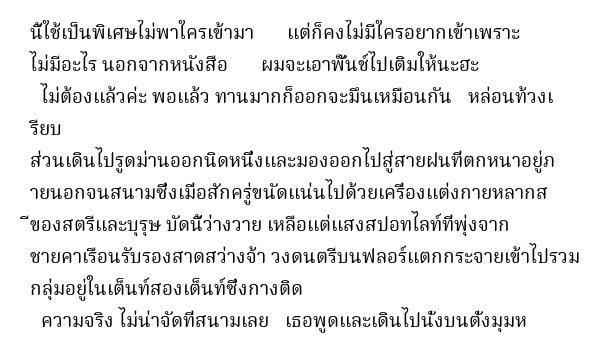 นี้ใช้เป็นพิเศษไม่พาใครเข้ามา แต่ก็คงไม่มีใครอยากเข้าเพราะ
ไม่มีอะไร นอกจากหนังสือ ผมจะเอาพั้นช์ไปเติมให้นะฮะ
ไม่ต้องแล้วค่ะ พอแล้ว ทานมากก็ออกจะมึนเหมือนกัน หล่อนท้วงเ
รียบ
ส่วนเดินไปรูดม่านออกนิดหนึ่งและมองออกไปสู่สายฝนที่ตกหนาอยู่ภ
ายนอกจนสนามซึ่งเมื่อสักครู่ขนัดแน่นไปด้วยเครื่องแต่งกายหลากส
ีของสตรีและบุรุษ บัดนี้ว่างวาย เหลือแต่แสงสปอทไลท์ที่พุ่งจาก
ชายคาเรือนรับรองสาดสว่างจ้า วงดนตรีบนฟลอร์แตกกระจายเข้าไปรวม
กลุ่มอยู่ในเต็นท์สองเต็นท์ซึ่งกางติด
ความจริง ไม่น่าจัดที่สนามเลย เธอพูดและเดินไปนั่งบนตั่งมุมห